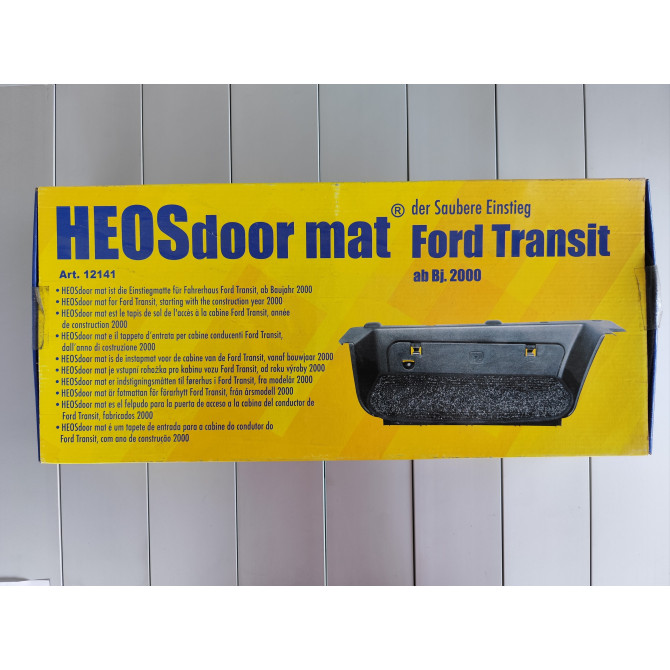 HEOSdoor mat® der Saubere Einstieg
Ford Transit
Art. 12141
ab Bj. 2000
• HEOSdoor mat ist die Einstiegmatte für Fahrerhaus Ford Transit, ab Baujahr 2000
• HEOSdoor mat for Ford Transit, starting with the construction year 2000
• HEOSdoor mat est le tapis de sol de l'accès à la cabine Ford Transit, année
de construction 2000
• HEOSdoor mat e il tappeto d'entrata per cabine conducenti Ford Transit,
dall'anno di costruzione 2000
• HEOSdoor mat is de instapmat voor de cabine van de Ford Transit, vanaf bouwjaar 2000
• HEOSdoor mat je vstupní rohožka pro kabinu vozu Ford Transit, od roku výroby 2000
• HEOSdoor mat er indstigningsmåtten til førerhus i Ford Transit, fra modelår 2000
• HEOSdoor mat är fotmattan för förarhytt Ford Transit, från årsmodell 2000
• HEOSdoor mat es el felpudo para la puerta de acceso a la cabina del conductor de
Ford Transit, fabricados 2000
• HEOSdoor mat é um tapete de entrada para a cabine do condutor do
Ford Transit, com ano de construção 2000